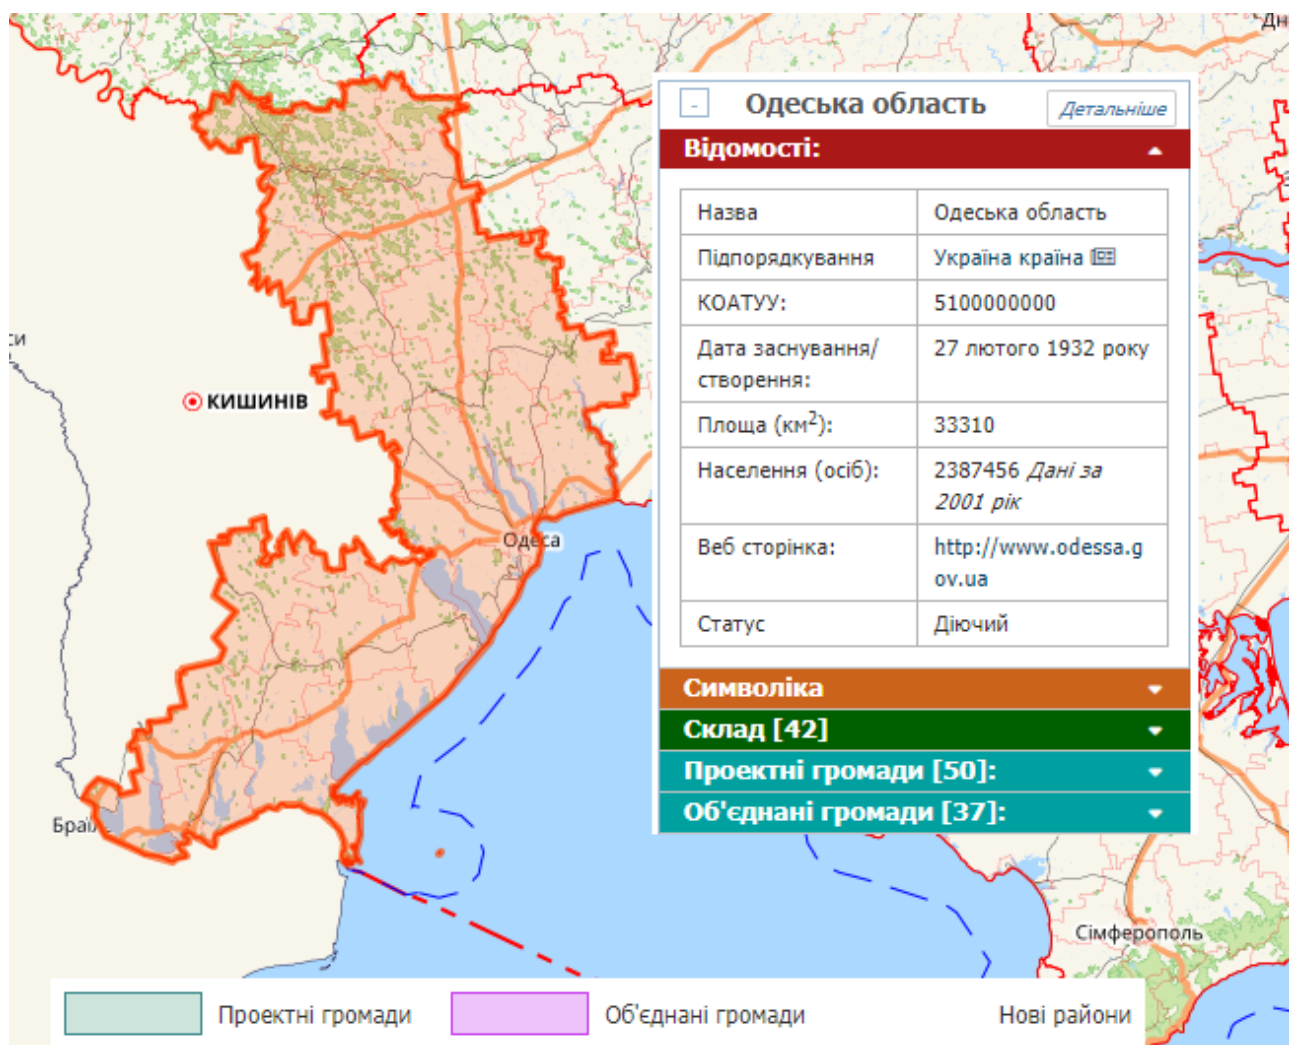 Дн
- Одеська область Детальніше
Відомості:
Назва Одеська область
Підпорядкування Україна країна
КОАТУУ: 5100000000
Дата заснування/ 27 лютого 1932 року
створення:
Площа (км²): 33310
Населення (осіб): 2387456 Дані за
2001 рік
Веб сторінка: http://www.odessa.g
ov.ua
Статус Діючий
Символіка
Склад [42]
Проектні громади [50]:
Об'єднані громади [37]:
си
КИШИНІВ
Одеса
Браїл
Сімферополь
Проектні громади Об'єднані громади Нові райони